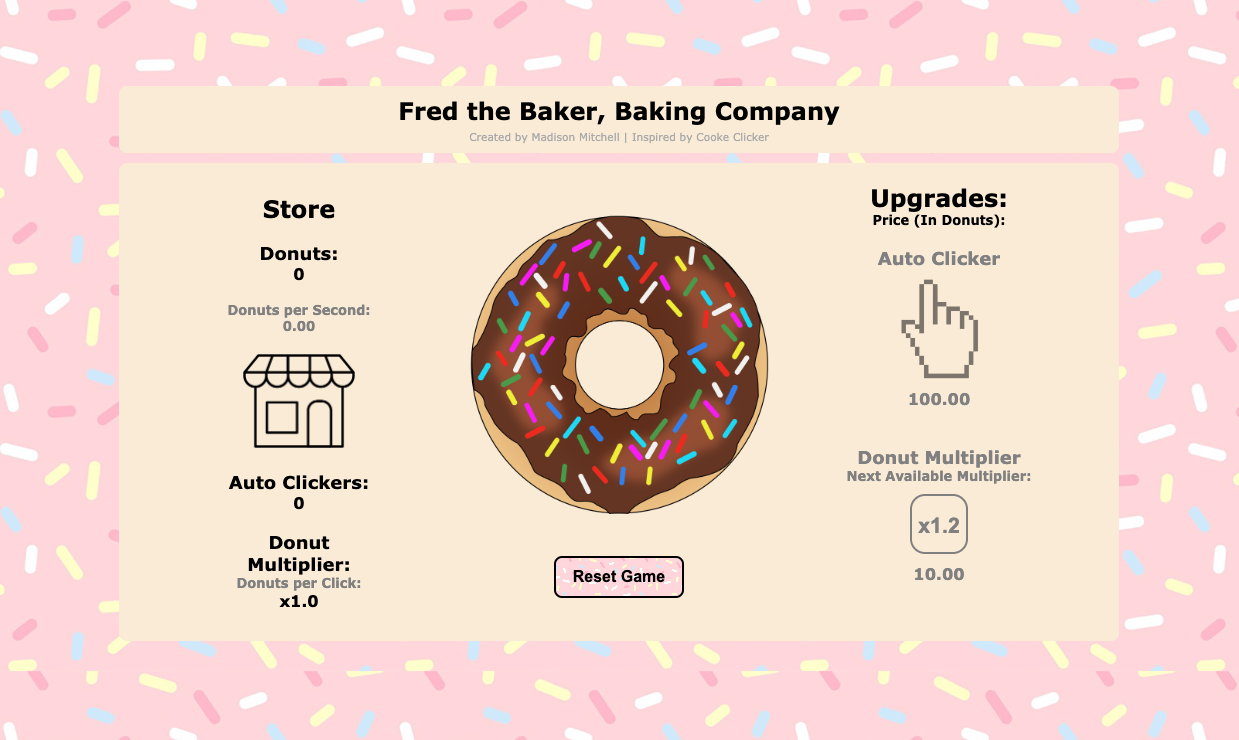 Fred the Baker, Baking Company
Created by Madison Mitchell | Inspired by Cooke Clicker
Store
Donuts:
0
Donuts per Second:
0.00
Auto Clickers:
0
Donut
Multiplier:
Donuts per Click:
x1.0
Reset Game
Upgrades:
Price (In Donuts):
Auto Clicker
100.00
Donut Multiplier
Next Available Multiplier:
x1.2
10.00